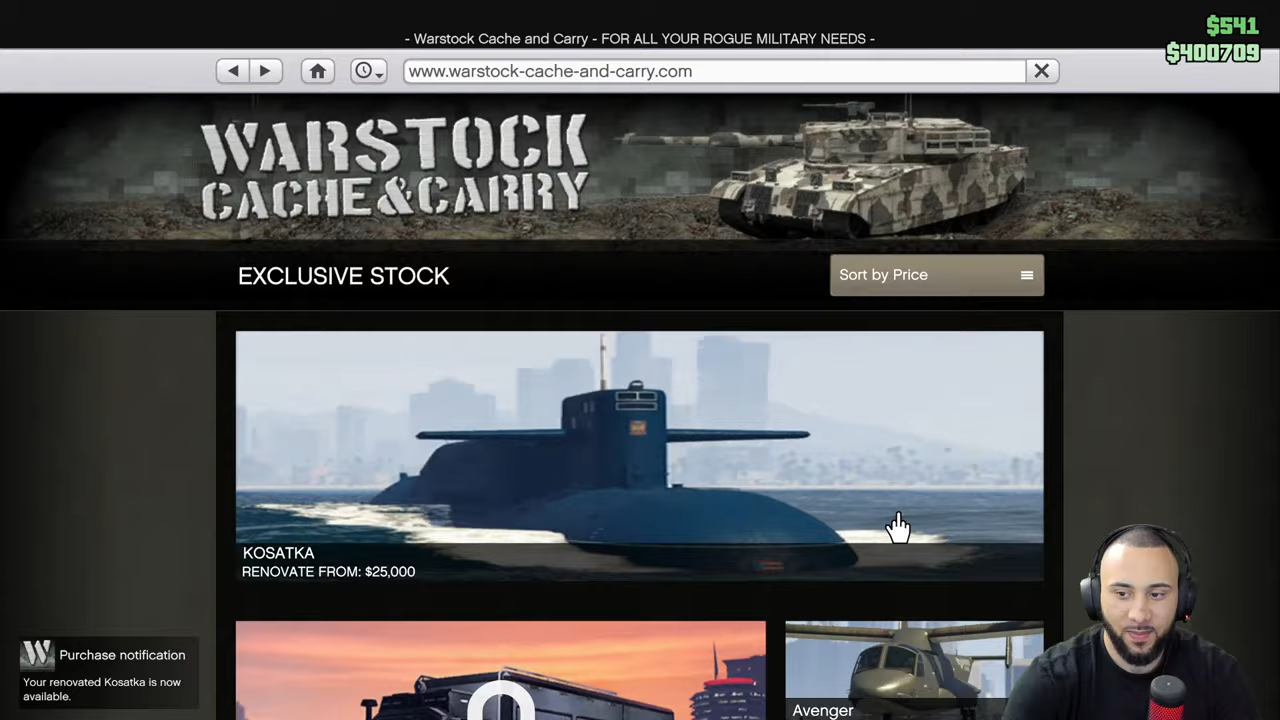 - Warstock Cache and Carry - FOR ALL YOUR ROGUE MILITARY NEEDS -
$541
$400709
www.warstock-cache-and-carry.com
WARSTOCK
CACHE&CARRY
EXCLUSIVE STOCK
Sort by Price
KOSATKA
RENOVATE FROM: $25,000
W Purchase notification
Your renovated Kosatka is now
available.
Avenger